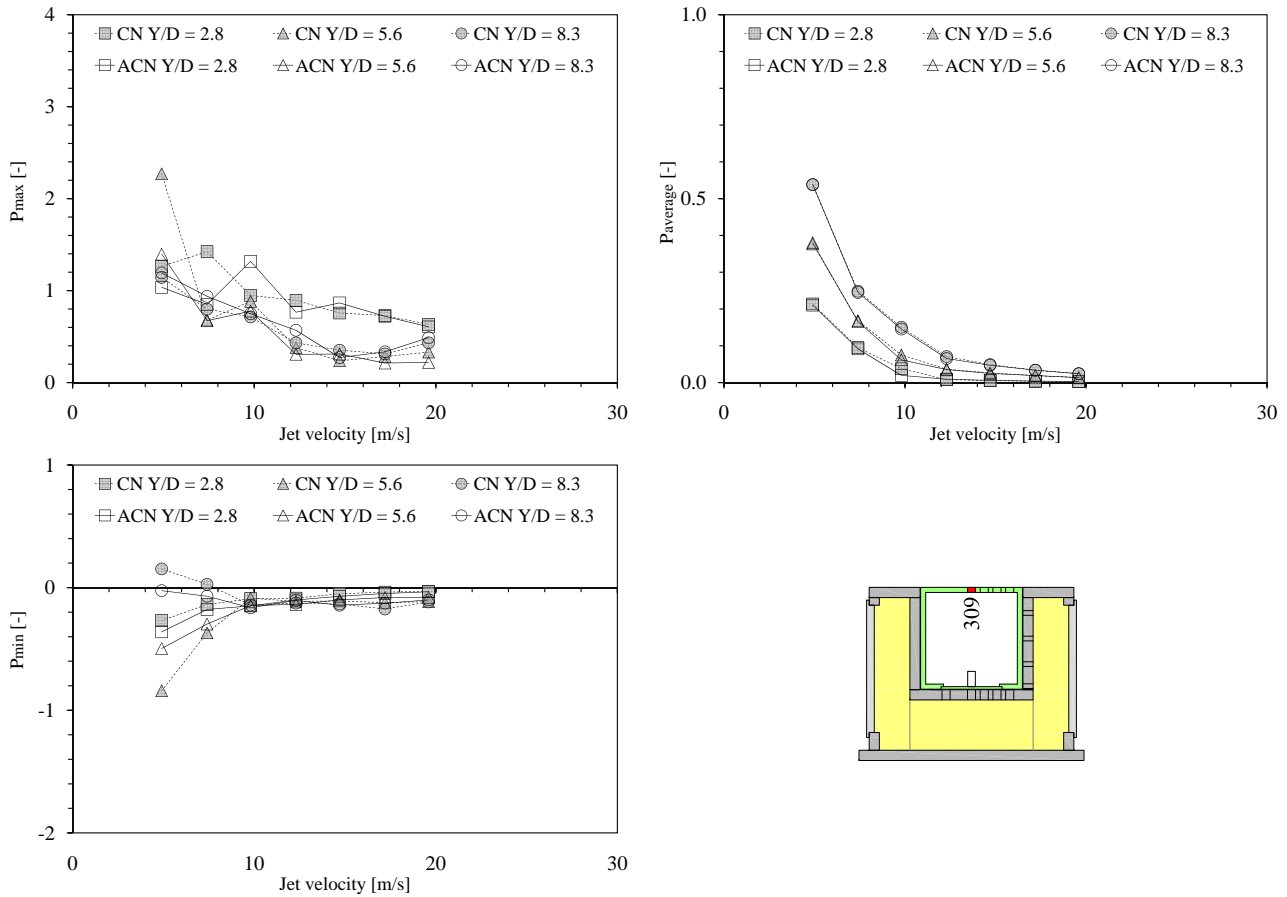 4
3
2
1
0
Pmax [-]
CN Y/D = 2.8 CN Y/D = 5.6 CN Y/D = 8.3
ACN Y/D = 2.8 ACN Y/D = 5.6 ACN Y/D = 8.3
0 10 20 30
Jet velocity [m/s]
1.0
0.5
0.0
Paverage [-]
CN Y/D = 2.8 CN Y/D = 5.6 CN Y/D = 8.3
ACN Y/D = 2.8 ACN Y/D = 5.6 ACN Y/D = 8.3
0 10 20 30
Jet velocity [m/s]
1
0
-1
-2
Pmin [-]
CN Y/D = 2.8 CN Y/D = 5.6 CN Y/D = 8.3
ACN Y/D = 2.8 ACN Y/D = 5.6 ACN Y/D = 8.3
0 10 20 30
Jet velocity [m/s]
309